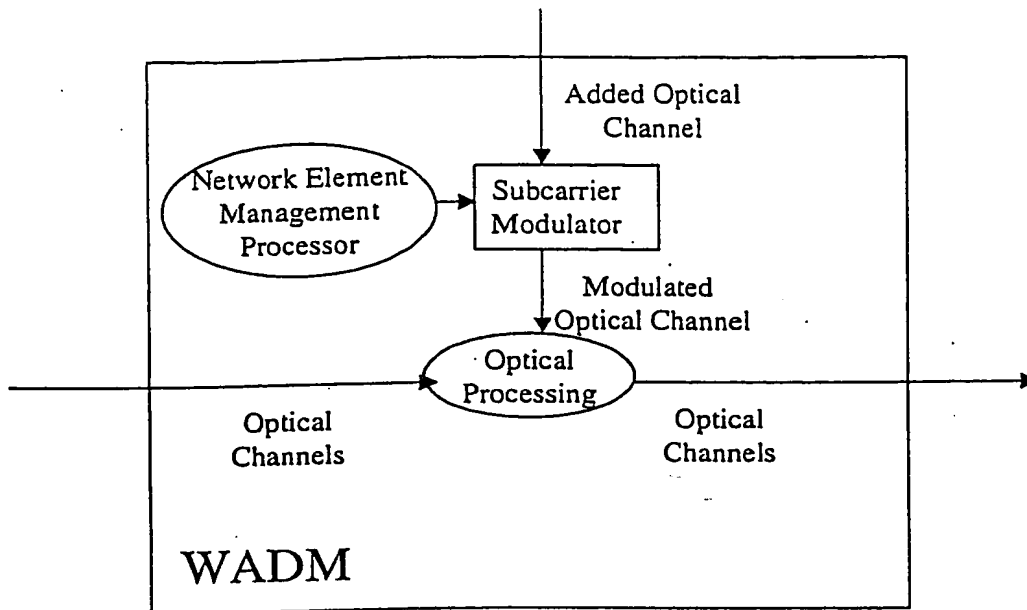 Added Optical
Channel
Network Element
Management
Processor
Subcarrier
Modulator
Modulated
Optical Channel
Optical
Processing
Optical
Channels
Optical
Channels
WADM